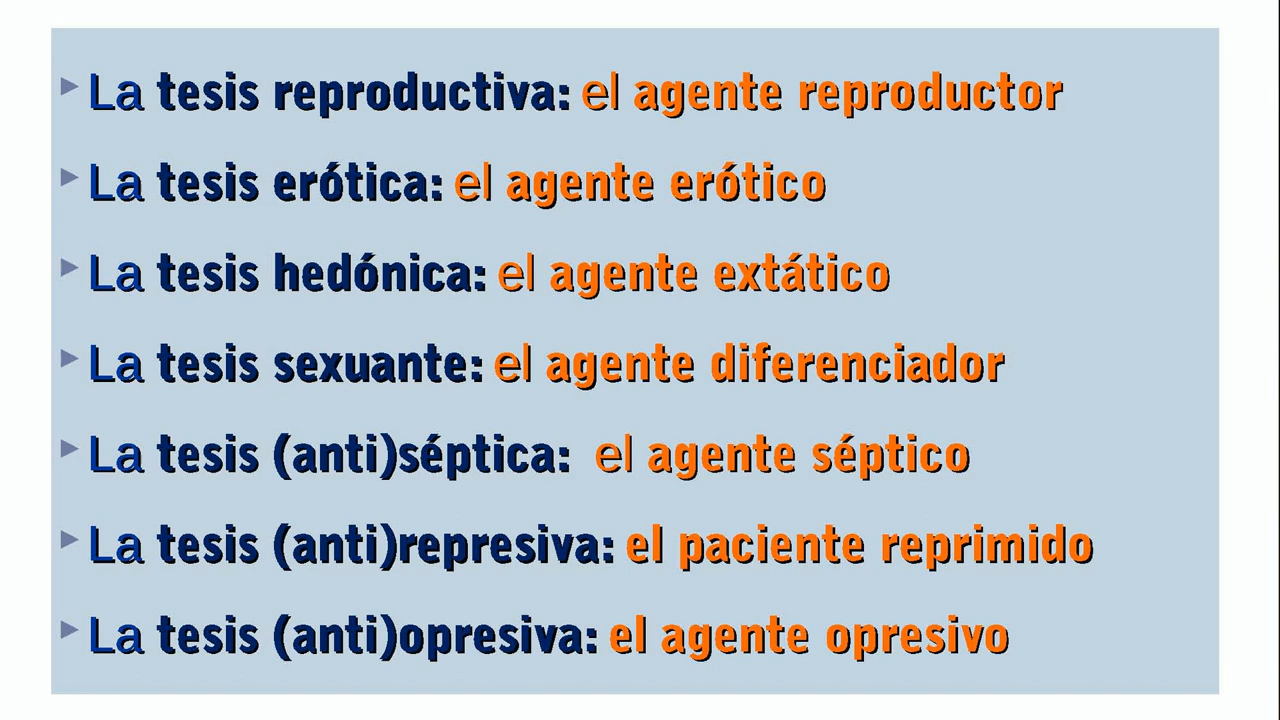 La tesis reproductiva: el agente reproductor
La tesis erótica: el agente erótico
La tesis hedónica: el agente extático
La tesis sexuante: el agente diferenciador
La tesis (anti)séptica: el agente séptico
La tesis (anti)represiva: el paciente reprimido
La tesis (anti)opresiva: el agente opresivo